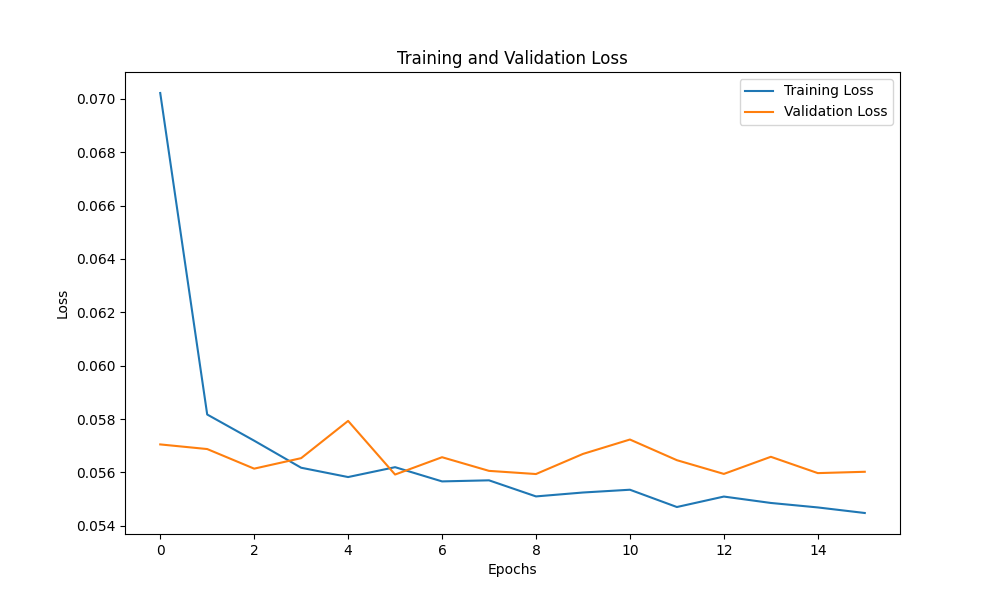 Training and Validation Loss
Training Loss
Validation Loss
0.070
0.068
0.066
0.064
0.062
0.060
0.058
0.056
0.054
Loss
0 2 4 6 8 10 12 14
Epochs